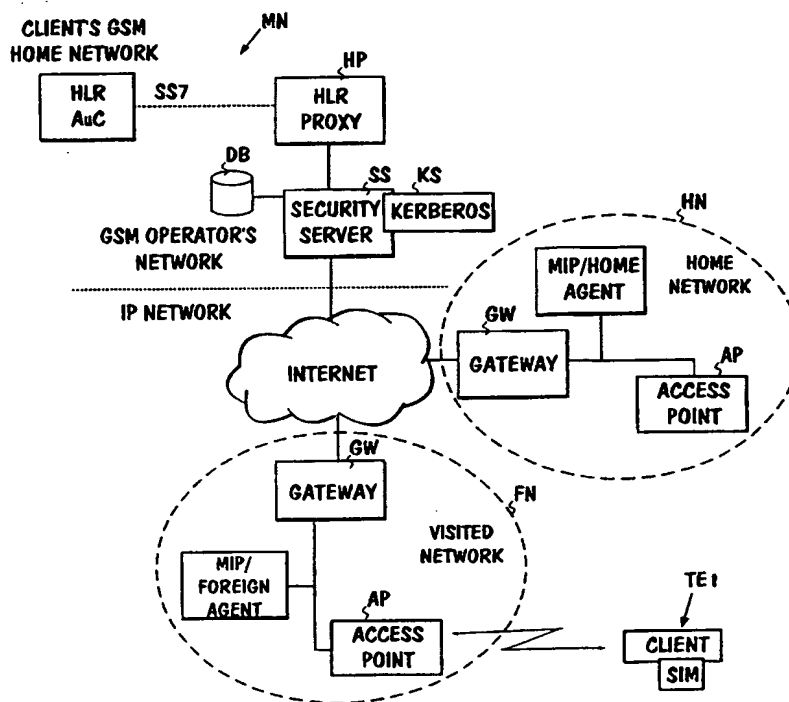 CLIENT'S GSM
HOME NETWORK
MN
HLR
AuC
SS7
HP
HLR
PROXY
DB
SS
KS
SECURITY
SERVER
KERBEROS
GSM OPERATOR'S
NETWORK
IP NETWORK
HN
MIP/HOME
AGENT
HOME
NETWORK
GW
GATEWAY
AP
ACCESS
POINT
INTERNET
GW
GATEWAY
FN
VISITED
NETWORK
MIP/
FOREIGN
AGENT
AP
ACCESS
POINT
TE1
CLIENT
SIM